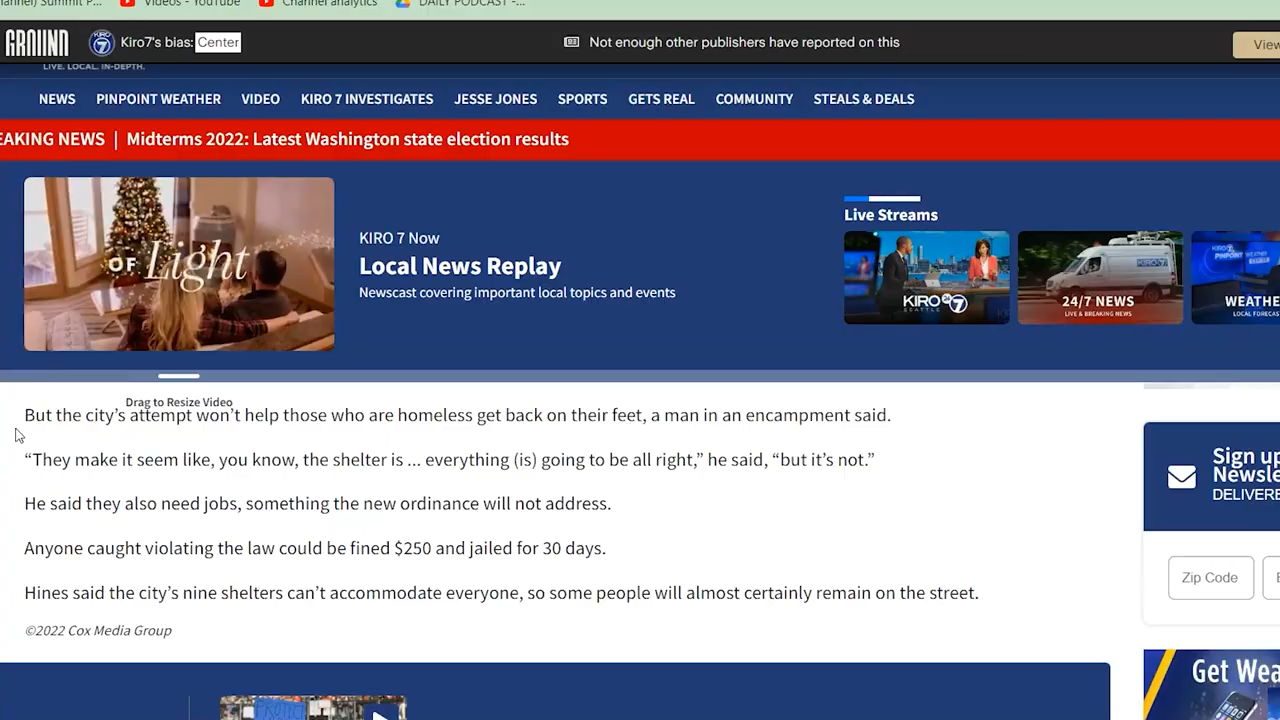 Videos - YouTube
Channel analytics
DAILY PODCAST -...
GROUND
Kiro7's bias: Center
Not enough other publishers have reported on this
LIVE. LOCAL. IN-DEPTH.
NEWS PINPOINT WEATHER VIDEO KIRO 7 INVESTIGATES JESSE JONES SPORTS GETS REAL COMMUNITY STEALS & DEALS
EAKING NEWS | Midterms 2022: Latest Washington state election results
OF Light
KIRO 7 Now
Local News Replay
Newscast covering important local topics and events
Live Streams
KIRO 7
SEATTLE
24/7 NEWS
LIVE & BREAKING NEWS
WEATHE
LOCAL FORECAS
Drag to Resize Video
But the city's attempt won't help those who are homeless get back on their feet, a man in an encampment said.
“They make it seem like, you know, the shelter is ... everything (is) going to be all right,” he said, “but it's not.”
He said they also need jobs, something the new ordinance will not address.
Anyone caught violating the law could be fined $250 and jailed for 30 days.
Hines said the city's nine shelters can't accommodate everyone, so some people will almost certainly remain on the street.
©2022 Cox Media Group
Sign up
Newsle
DELIVERE
Zip Code
Get Wea